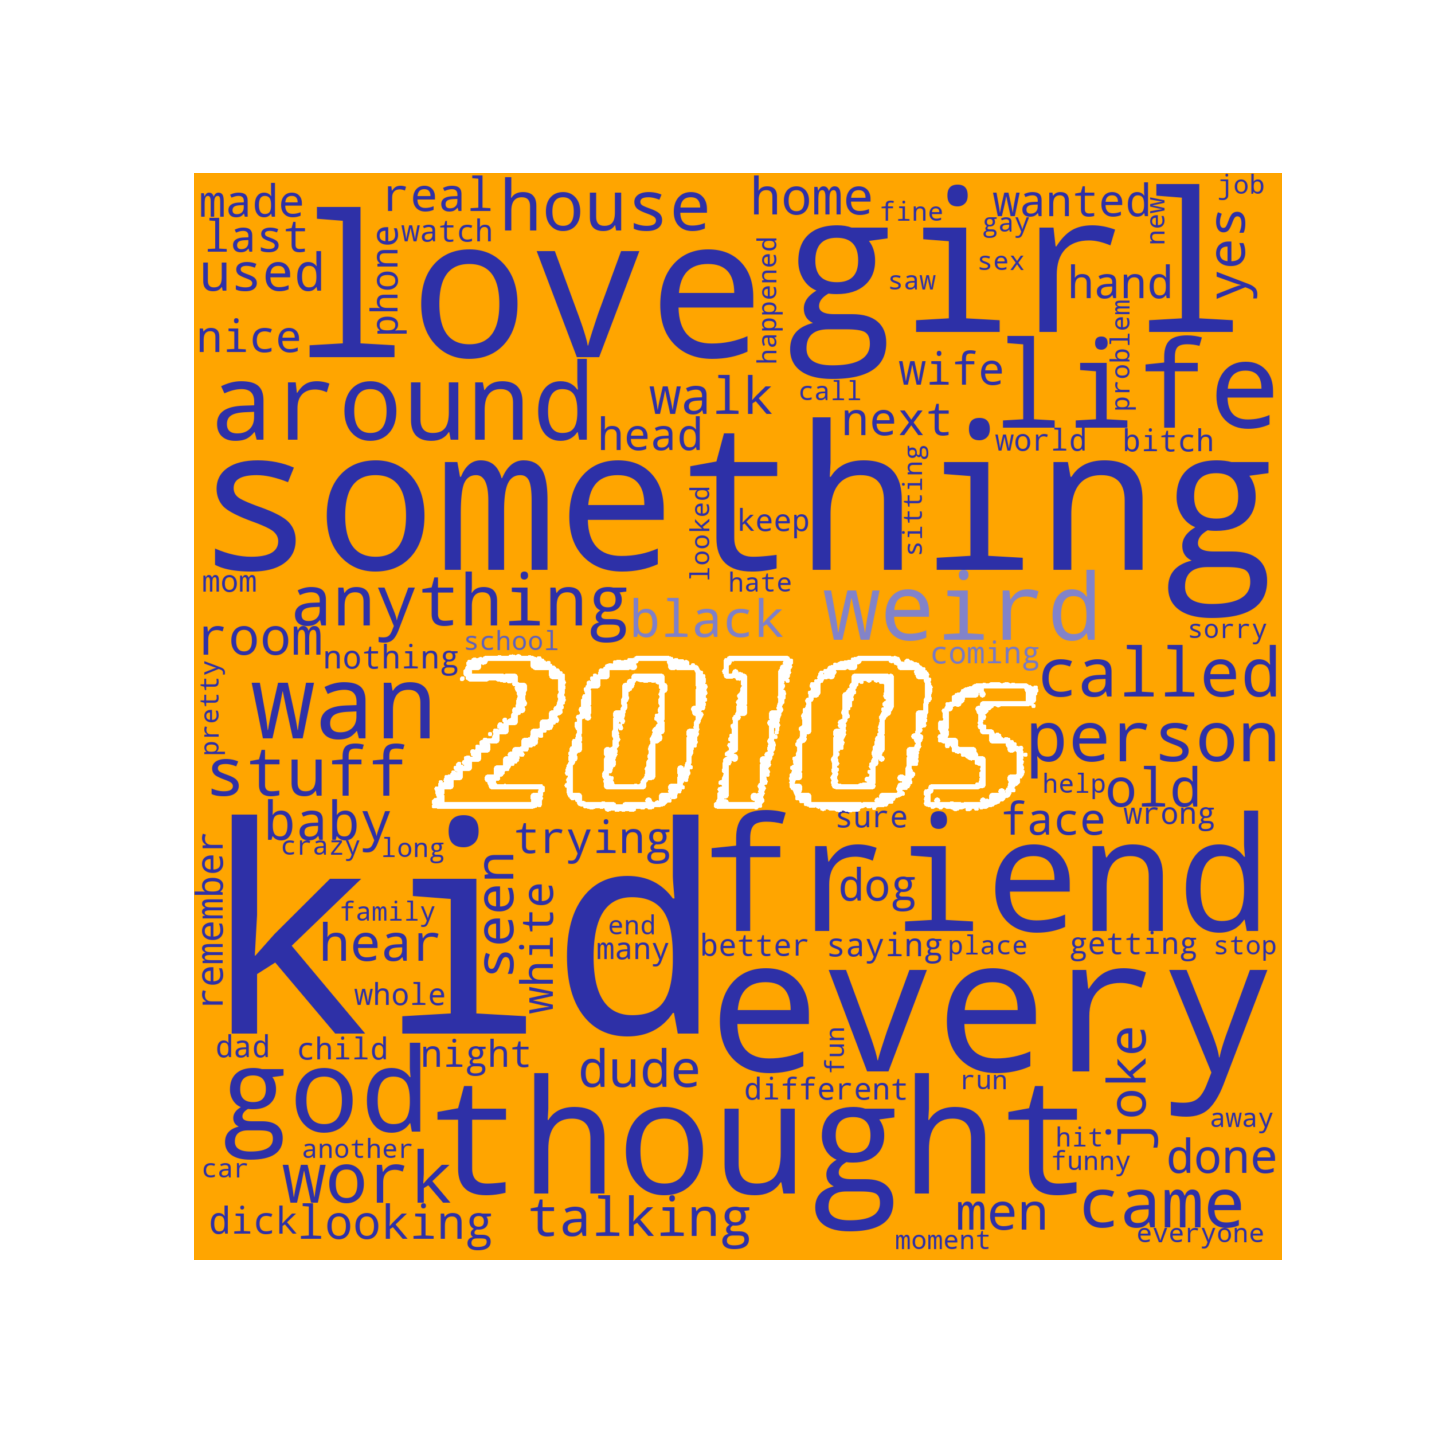 made
real
house
home
fine
wanted
job
last
phone
watch
love
girl
gay
new
yes
used
happened
saw
sex
hand
nice
around
walk
call
wife
life
problem
head
next
world
bitch
something
looked
keep
sitting
mom
anything
hate
black
weird
sorry
room
nothing
school
coming
called
pretty
wan
2010s
person
stuff
help
old
baby
trying
sure
face
wrong
crazy
long
remember
kid
seen
friend
dog
family
white
end
hear
many
better
saying
place
getting
stop
whole
every
dad
child
night
god
dude
fun
different
run
joke
thought
away
another
hit
funny
done
car
work
dick
looking
talking
men
came
moment
everyone